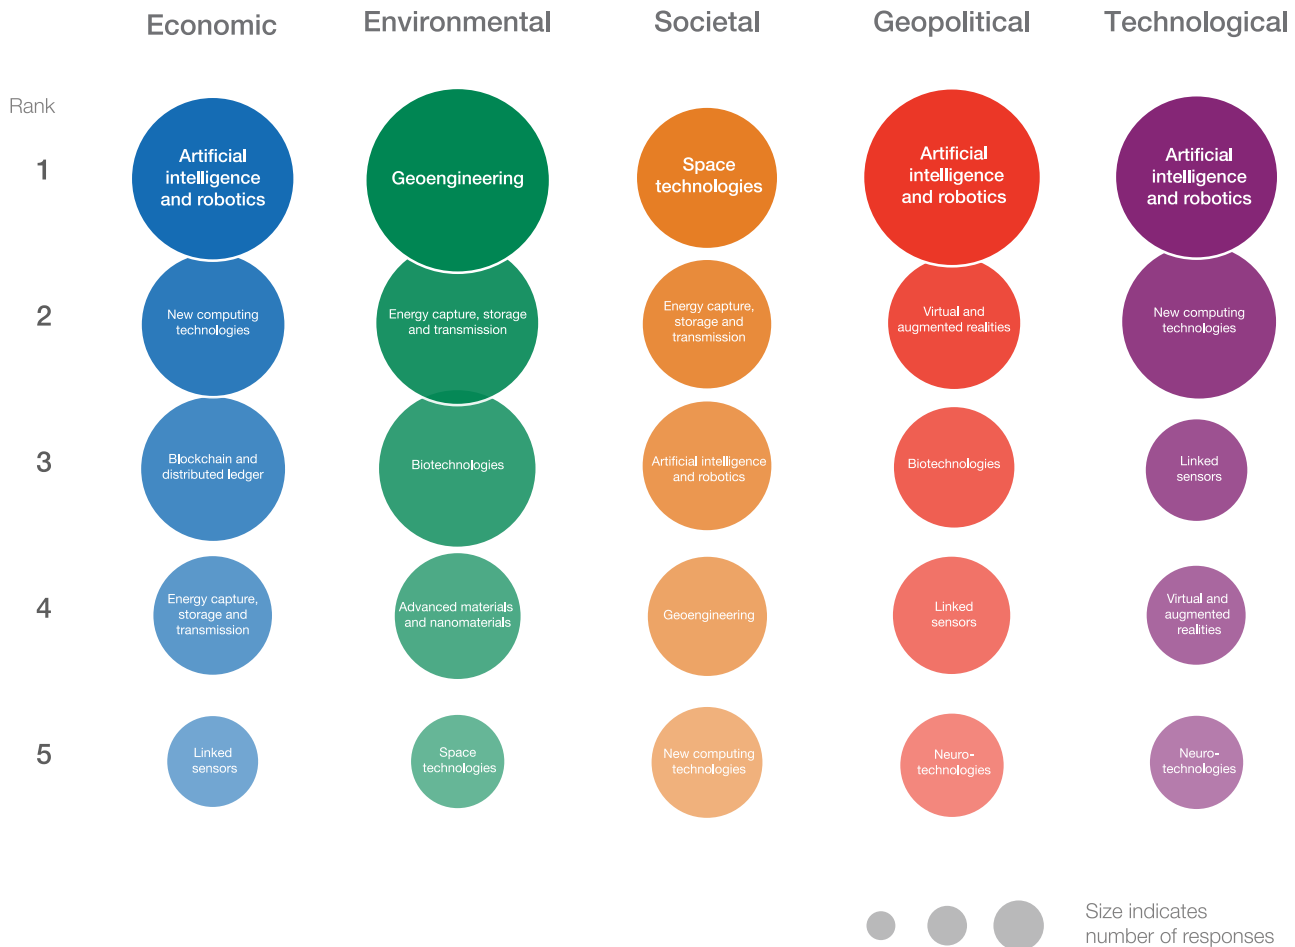 Economic
Environmental
Societal
Geopolitical
Technological
Rank
1
Artificial
intelligence
and robotics
Geoengineering
Space
technologies
Artificial
intelligence
and robotics
Artificial
intelligence
and robotics
2
New computing
technologies
Energy capture, storage
and transmission
Energy capture,
storage and
transmission
Virtual and
augmented realities
New computing
technologies
3
Blockchain and
distributed ledger
Biotechnologies
Artificial intelligence
and robotics
Biotechnologies
Linked
sensors
4
Energy capture,
storage and
transmission
Advanced materials
and nanomaterials
Geoengineering
Linked
sensors
Virtual and
augmented
realities
5
Linked
sensors
Space
technologies
New computing
technologies
Neuro-
technologies
Neuro-
technologies
Size indicates
number of responses